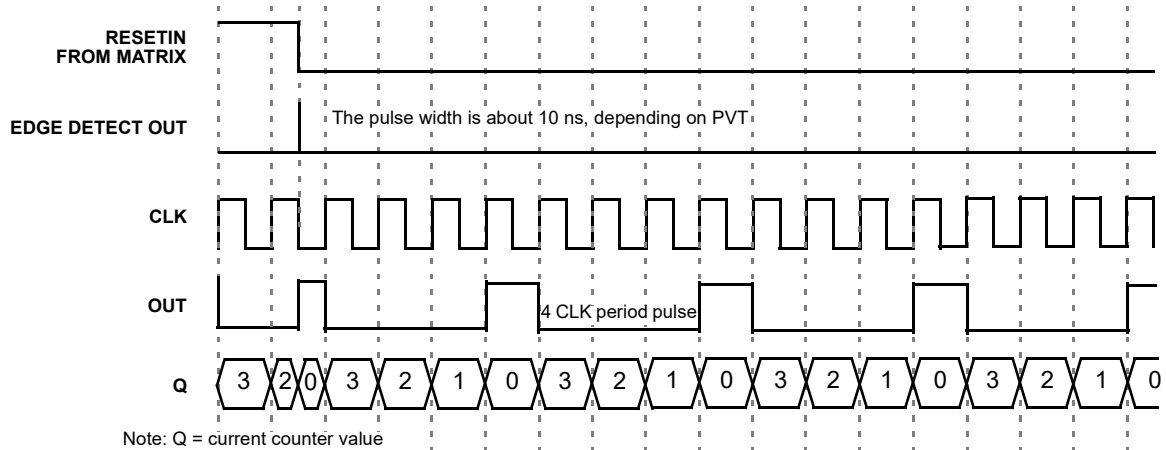 RESETIN
FROM MATRIX
EDGE DETECT OUT
The pulse width is about 10 ns, depending on PVT
CLK
OUT
4 CLK period pulse
Q
3 2 0 3 2 1 0 3 2 1 0 3 2 1 0 3 2 1 0
Note: Q = current counter value